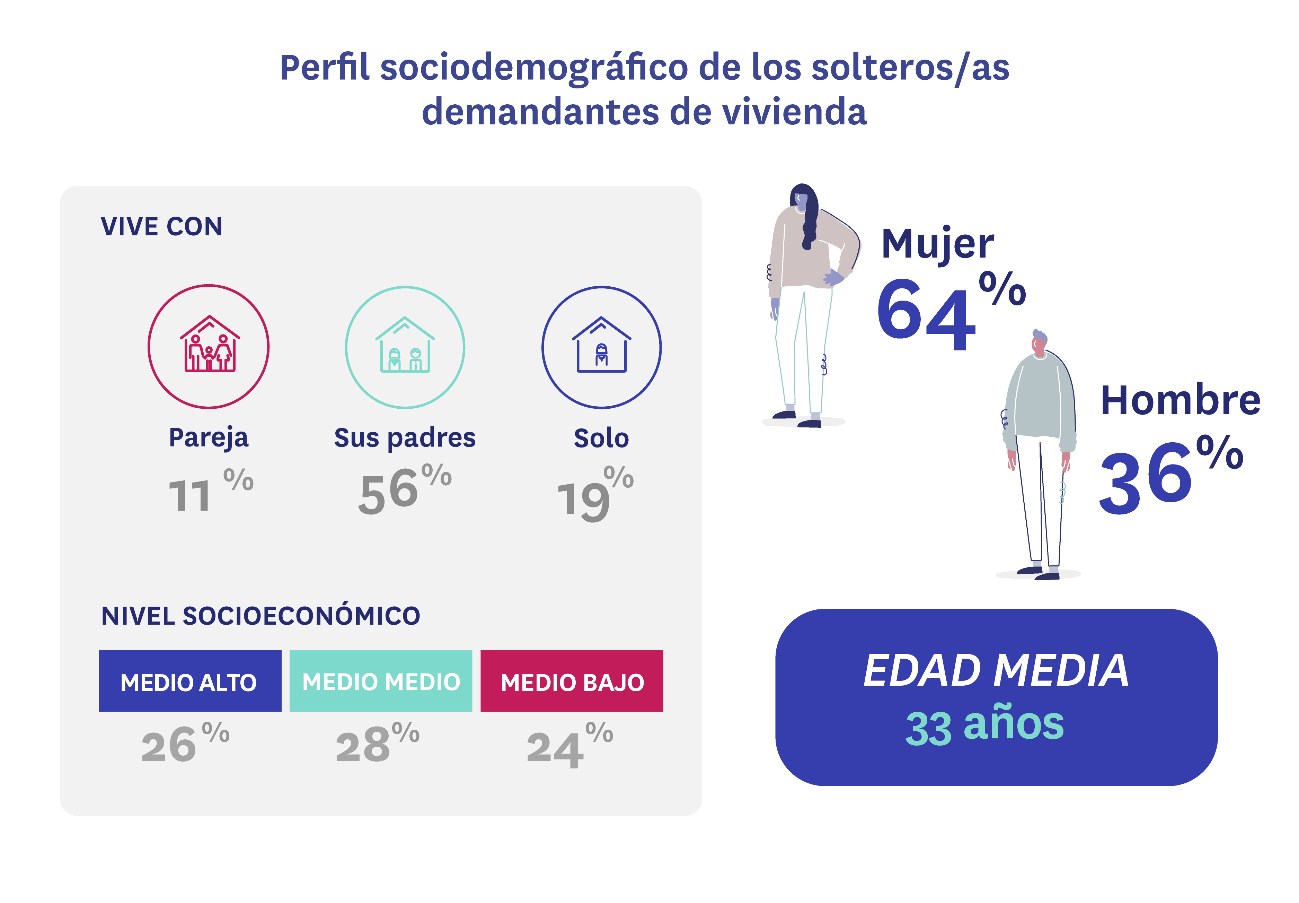 Perfil sociodemográfico de los solteros/as
demandantes de vivienda
VIVE CON
Pareja
11 %
Sus padres
56%
Solo
19%
NIVEL SOCIOECONÓMICO
MEDIO ALTO
26%
MEDIO MEDIO
28%
MEDIO BAJO
24%
Mujer
64%
Hombre
36%
EDAD MEDIA
33 años